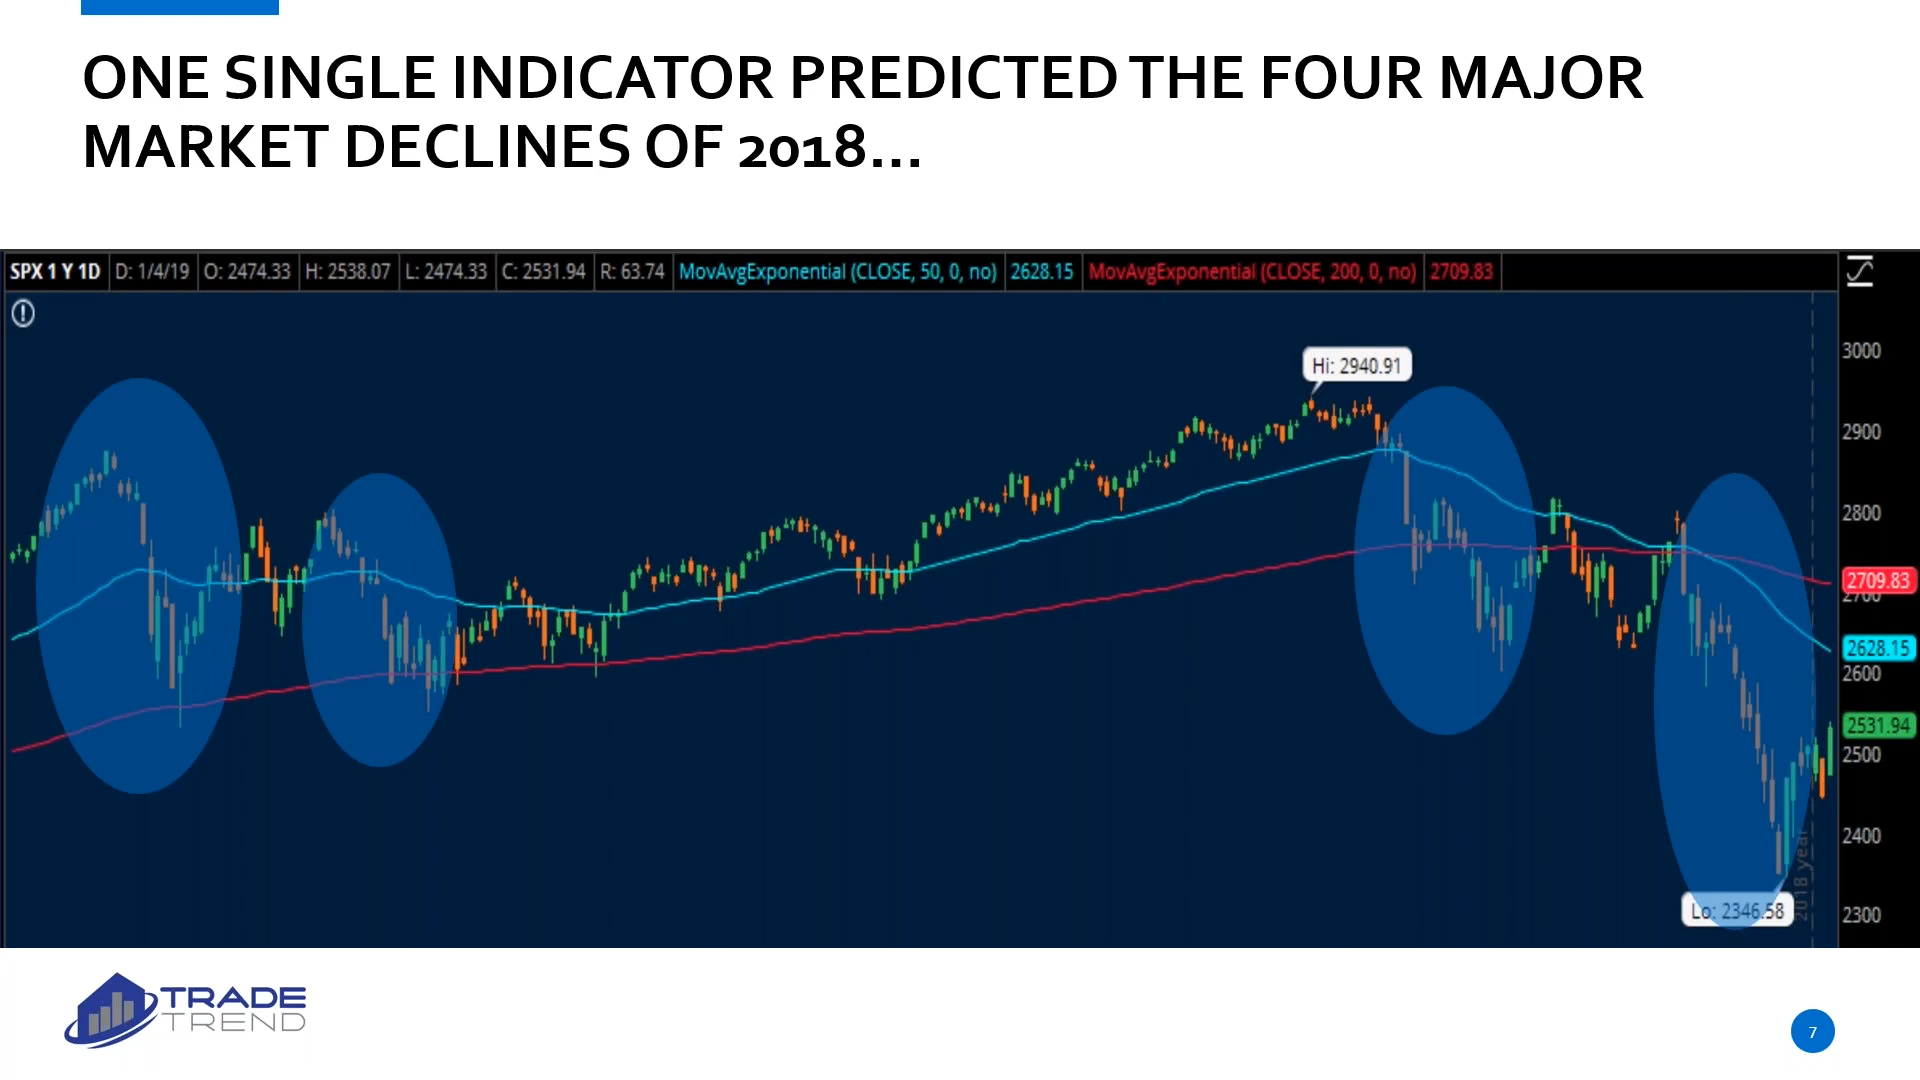 ONE SINGLE INDICATOR PREDICTED THE FOUR MAJOR
MARKET DECLINES OF 2018...
SPX 1 Y 1D D: 1/4/19 O: 2474.33 H: 2538.07 L: 2474.33 C: 2531.94 R: 63.74 MovAvgExponential (CLOSE, 50, 0, no) 2628.15 MovAvgExponential (CLOSE, 200, 0, no) 2709.83
Hi: 2940.91
3000
2900
2800
2709.83
2700
2628.15
2600
2531.94
2500
2400
2300
Lo: 2346.58
2018 year
TRADE
TREND
7